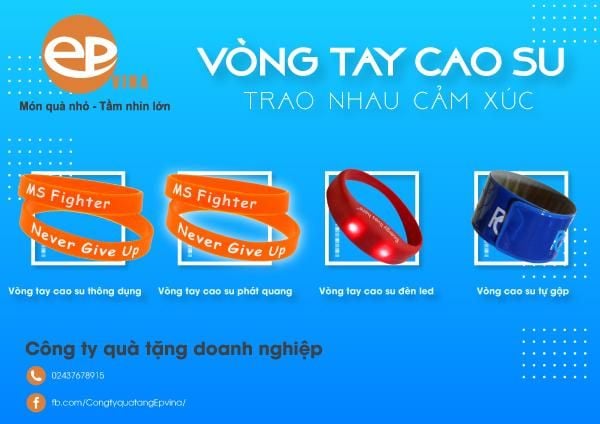 ep
VINA
Món quà nhỏ - Tầm nhìn lớn
VÒNG TAY CAO SU
TRAO NHAU CẢM XÚC
MS Fighter
Never Give Up
MS Fighter
Never Give Up
R
Vòng tay cao su thông dụng
Vòng tay cao su phát quang
Vòng tay cao su đèn led
Vòng cao su tự gập
Công ty quà tặng doanh nghiệp
02437678915
fb.com/CongtyquatangEpvina/